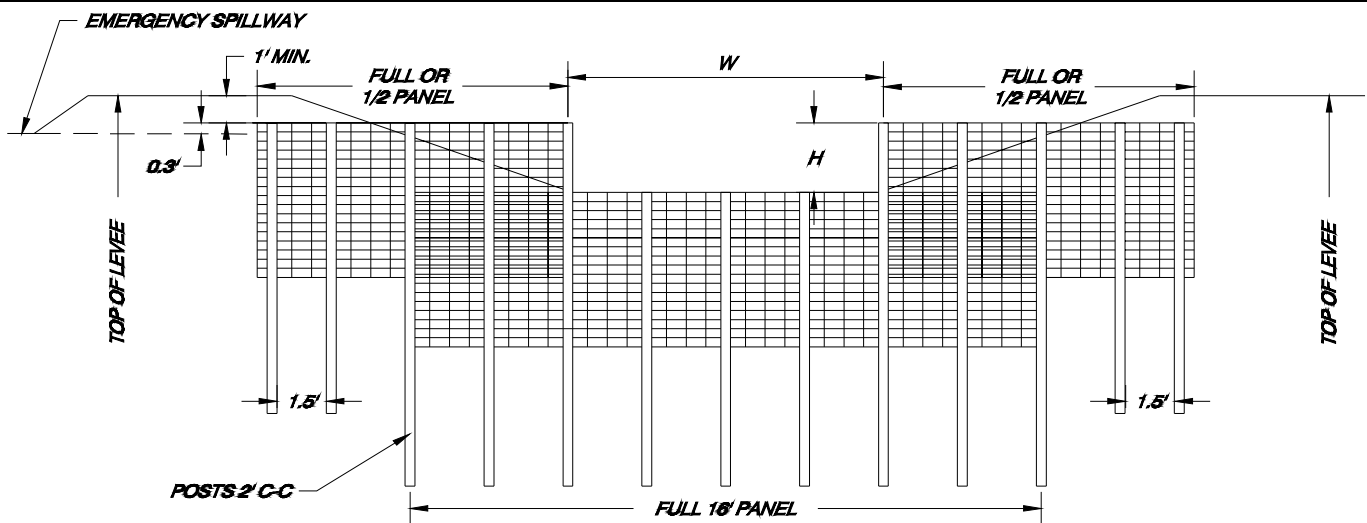 EMERGENCY SPILLWAY
1' MIN.
FULL OR
1/2 PANEL
W
FULL OR
1/2 PANEL
0.3'
H
TOP OF LEVEE
TOP OF LEVEE
1.5'
1.5'
POSTS 2' C-C
FULL 16' PANEL